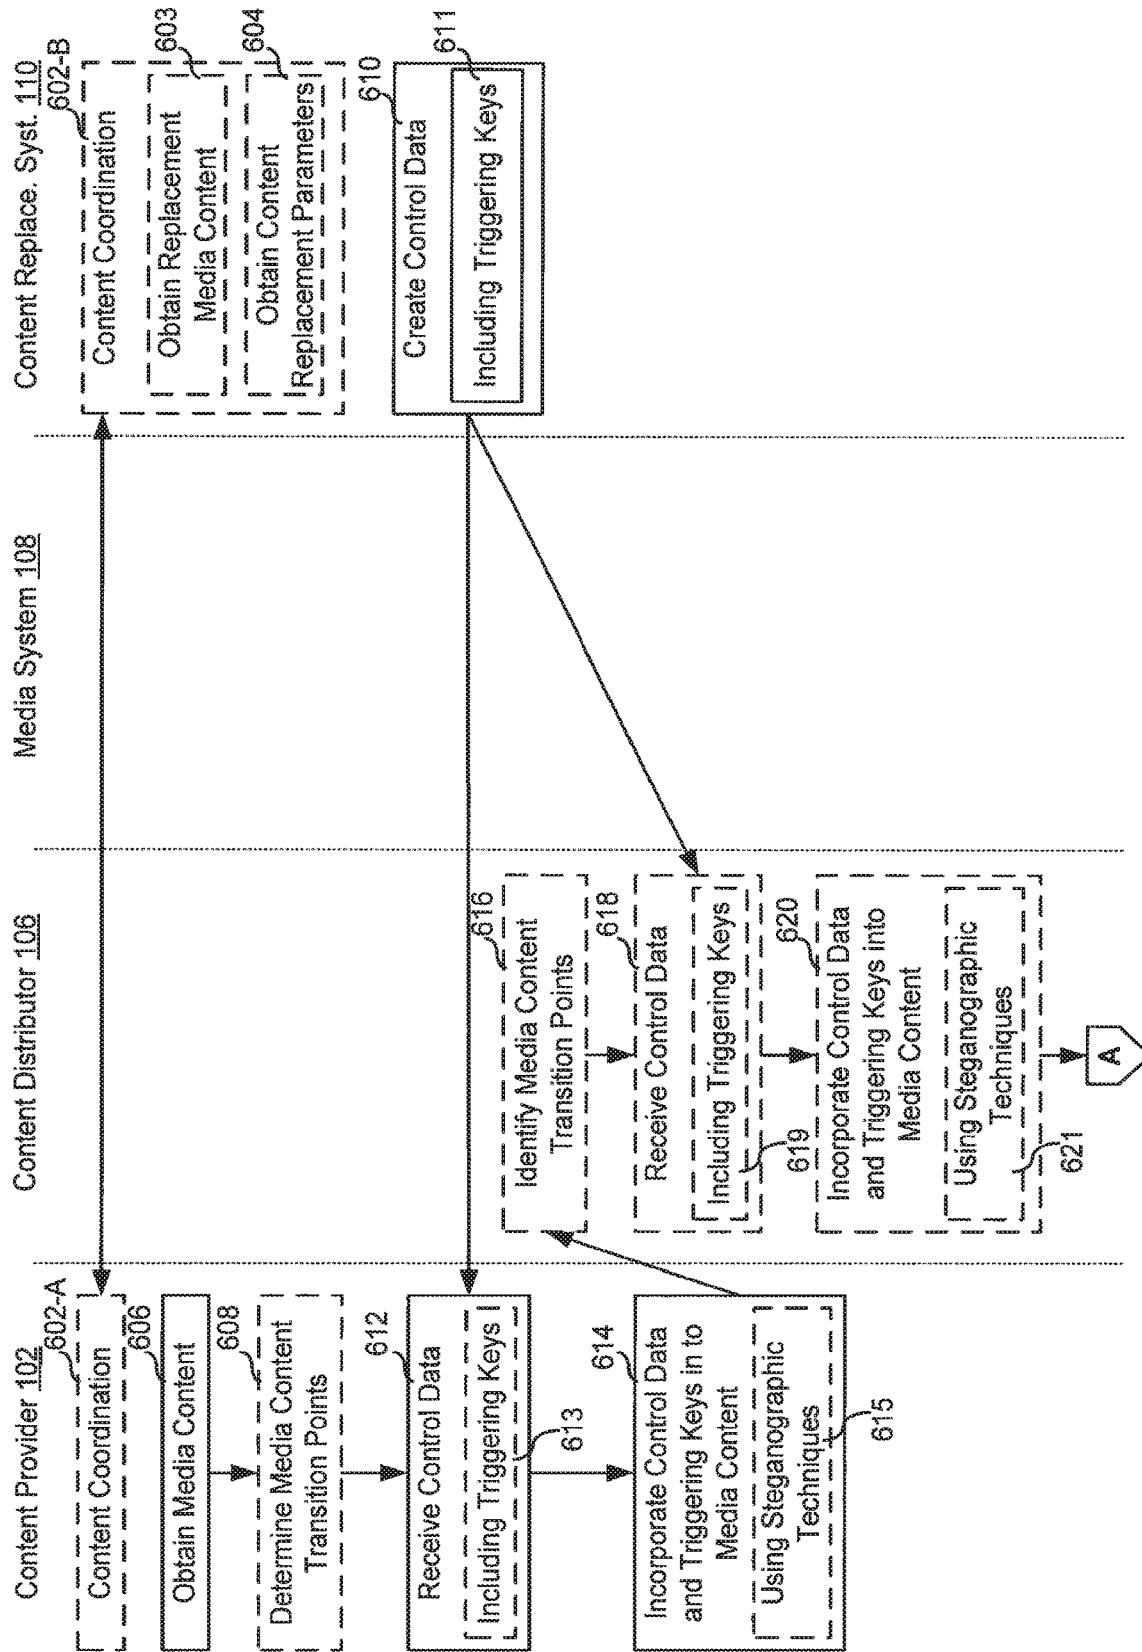 Content Provider 102
602-A
Content Coordination
606
Obtain Media Content
608
Determine Media Content
Transition Points
612
Receive Control Data
Including Triggering Keys
613
614
Incorporate Control Data
and Triggering Keys in to
Media Content
Using Steganographic
Techniques
615
Content Distributor 106
616
Identify Media Content
Transition Points
618
Receive Control Data
Including Triggering Keys
619
620
Incorporate Control Data
and Triggering Keys into
Media Content
Using Steganographic
Techniques
621
A
Media System 108
Content Replace. Syst. 110
602-B
Content Coordination
603
Obtain Replacement
Media Content
604
Obtain Content
Replacement Parameters
610
Create Control Data
611
Including Triggering Keys